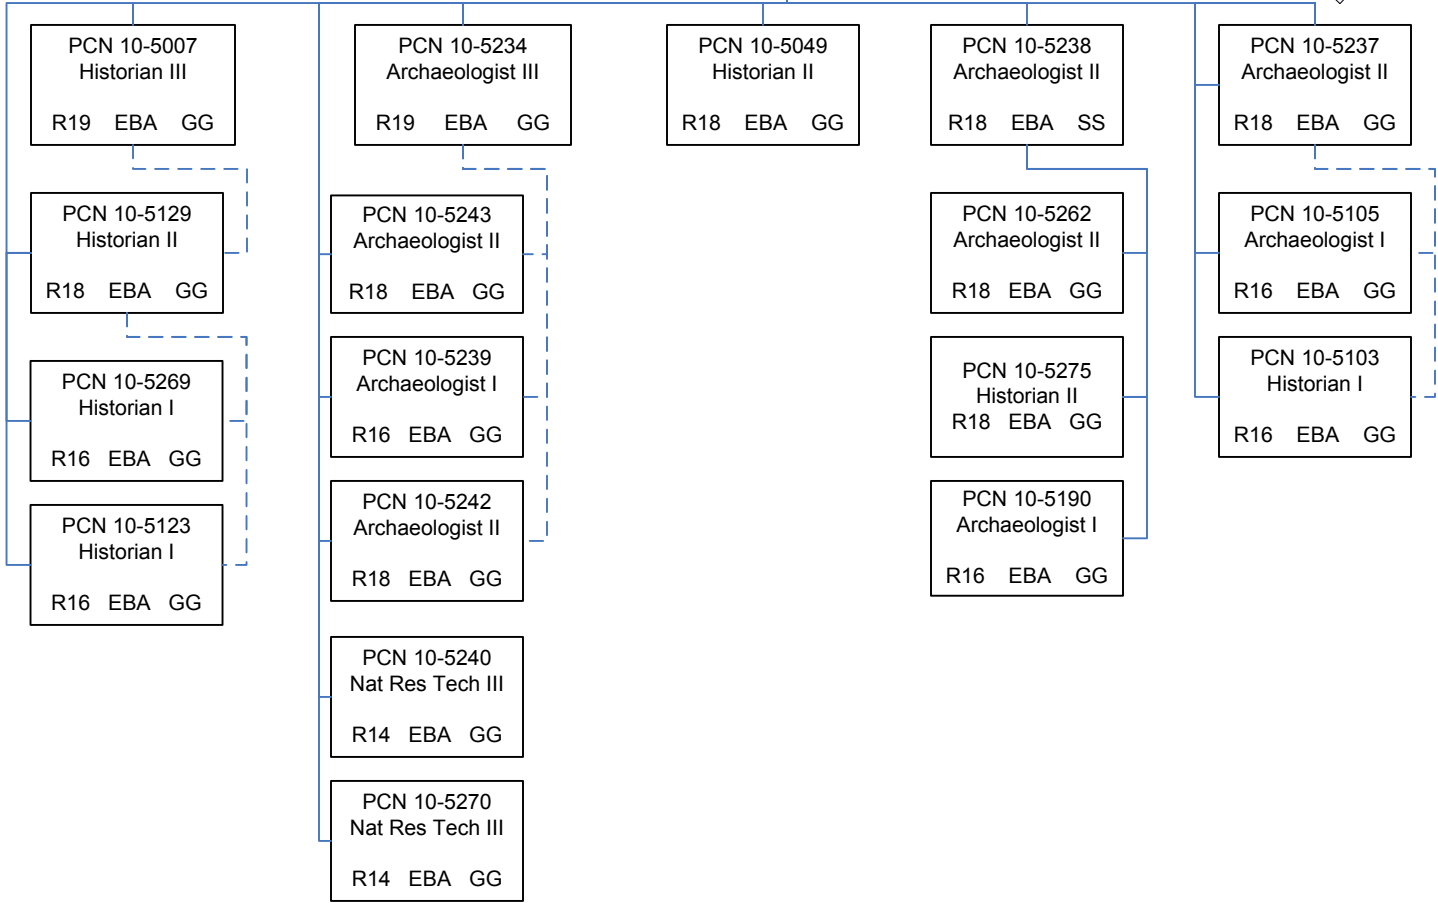 PCN 10-5007
Historian III
R19 EBA GG
PCN 10-5129
Historian II
R18 EBA GG
PCN 10-5269
Historian I
R16 EBA GG
PCN 10-5123
Historian I
R16 EBA GG
PCN 10-5234
Archaeologist III
R19 EBA GG
PCN 10-5243
Archaeologist II
R18 EBA GG
PCN 10-5239
Archaeologist I
R16 EBA GG
PCN 10-5242
Archaeologist II
R18 EBA GG
PCN 10-5240
Nat Res Tech III
R14 EBA GG
PCN 10-5270
Nat Res Tech III
R14 EBA GG
PCN 10-5049
Historian II
R18 EBA GG
PCN 10-5238
Archaeologist II
R18 EBA SS
PCN 10-5262
Archaeologist II
R18 EBA GG
PCN 10-5275
Historian II
R18 EBA GG
PCN 10-5190
Archaeologist I
R16 EBA GG
PCN 10-5237
Archaeologist II
R18 EBA GG
PCN 10-5105
Archaeologist I
R16 EBA GG
PCN 10-5103
Historian I
R16 EBA GG